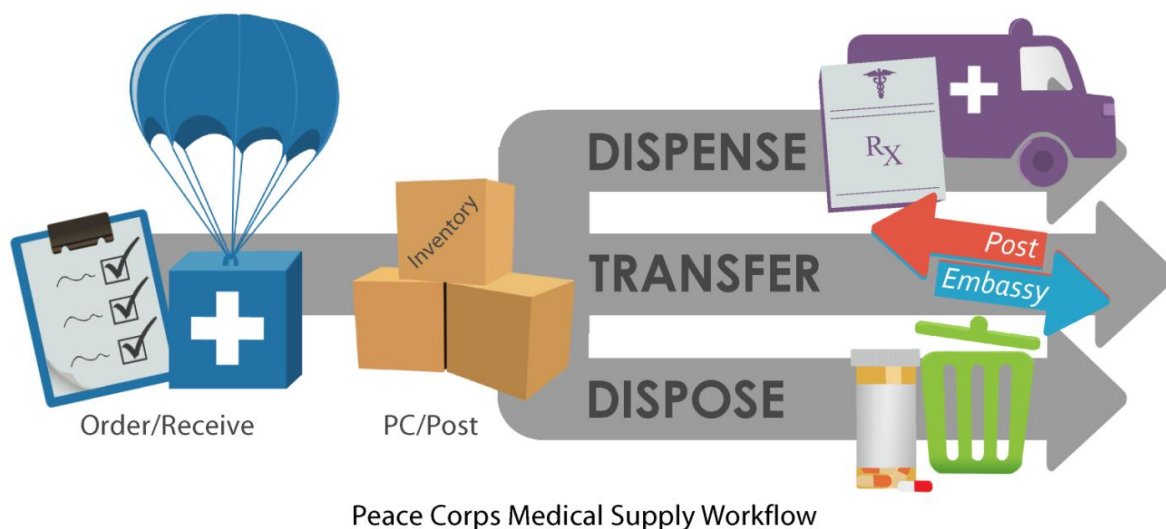 DISPENSE
RX
Inventory
Post
Embassy
TRANSFER
DISPOSE
Order/Receive
PC/Post
Peace Corps Medical Supply Workflow